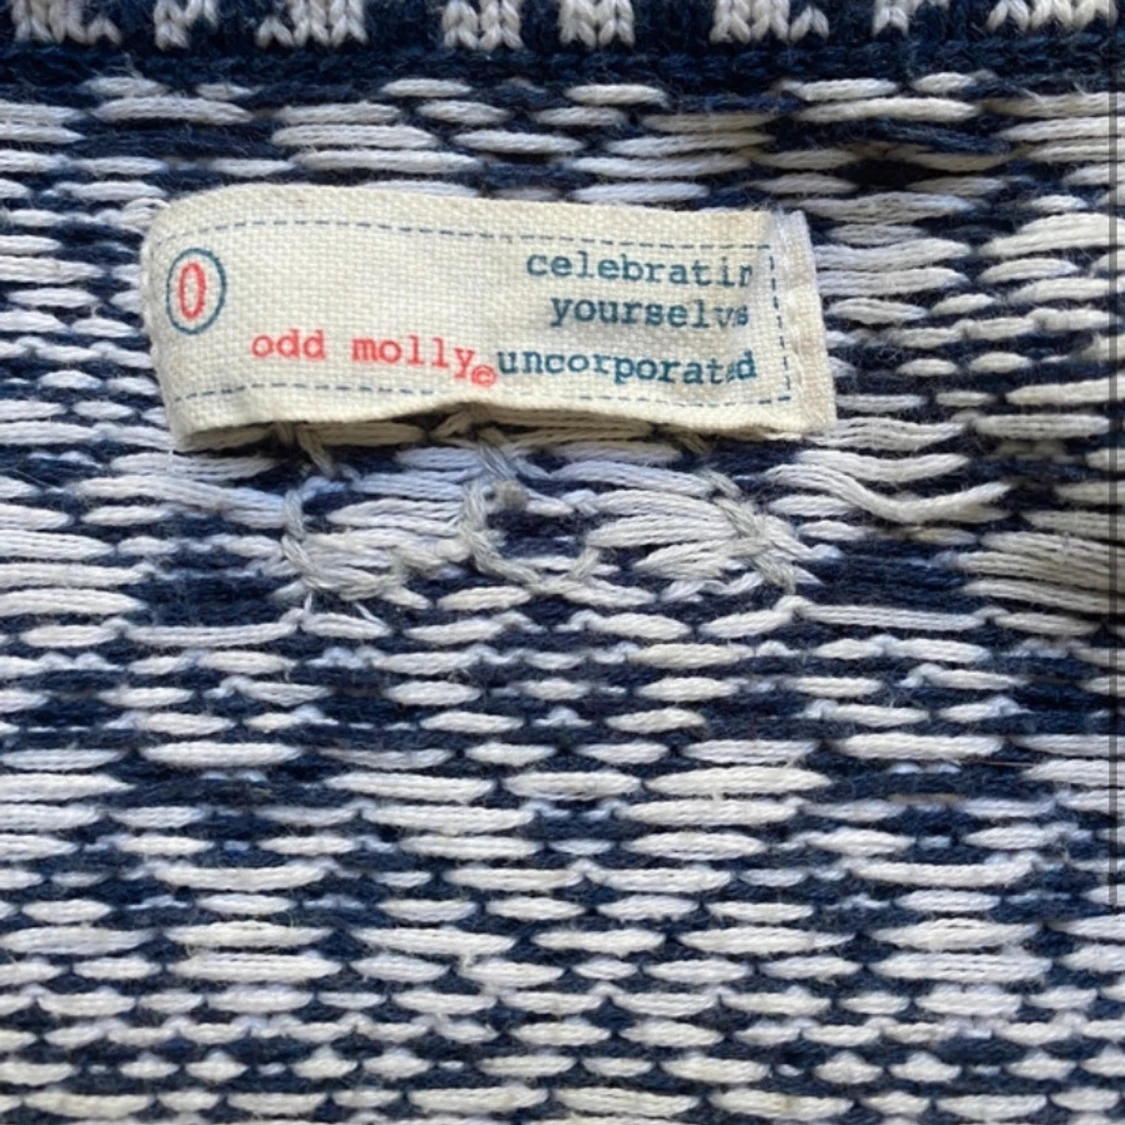 0
celebratin
yourselvs
odd molly© uncorporated